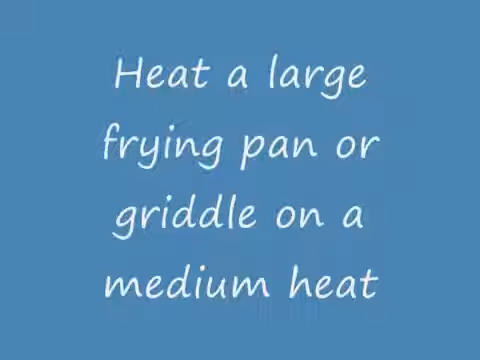 Heat a large
frying pan or
griddle on a
medium heat